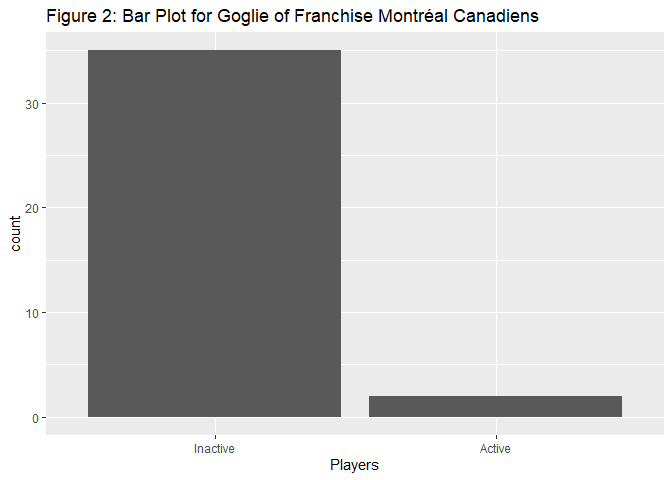 Figure 2: Bar Plot for Goglie of Franchise Montréal Canadiens
30
20
10
0
count
Inactive Active
Players